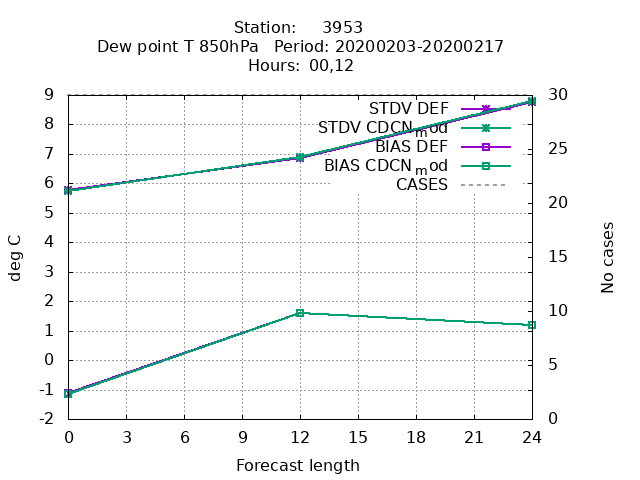 Station: 3953
Dew point T 850hPa Period: 20200203-20200217
Hours: 00,12
9
8
7
6
5
4
3
2
1
0
-1
-2
deg C
30
25
20
15
10
5
0
No cases
STDV DEF
STDV CDCNmod
BIAS DEF
BIAS CDCNmod
CASES
0 3 6 9 12 15 18 21 24
Forecast length